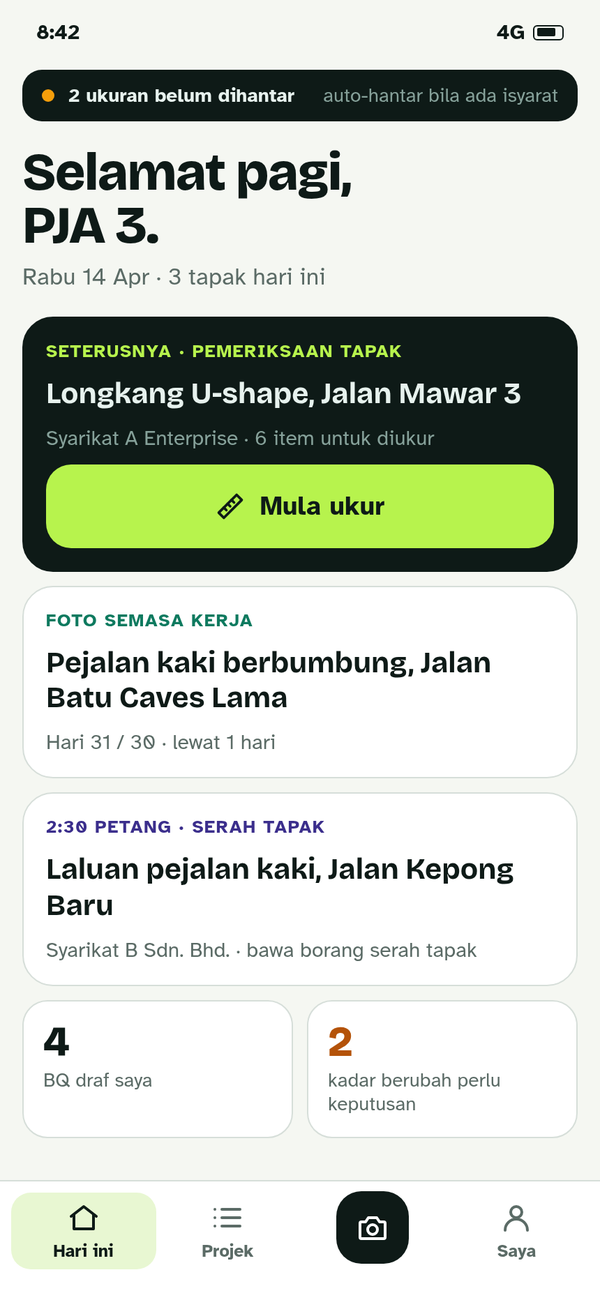 8:42
4G
2 ukuran belum dihantar
auto-hantar bila ada isyarat
Selamat pagi,
PJA 3.
Rabu 14 Apr · 3 tapak hari ini
SETERUSNYA · PEMERIKSAAN TAPAK
Longkang U-shape, Jalan Mawar 3
Syarikat A Enterprise · 6 item untuk diukur
Mula ukur
FOTO SEMASA KERJA
Pejalan kaki berbumbung, Jalan
Batu Caves Lama
Hari 31 / 30 · lewat 1 hari
2:30 PETANG · SERAH TAPAK
Laluan pejalan kaki, Jalan Kepong
Baru
Syarikat B Sdn. Bhd. · bawa borang serah tapak
4
BQ draf saya
2
kadar berubah perlu
keputusan
Hari ini
Projek
Saya